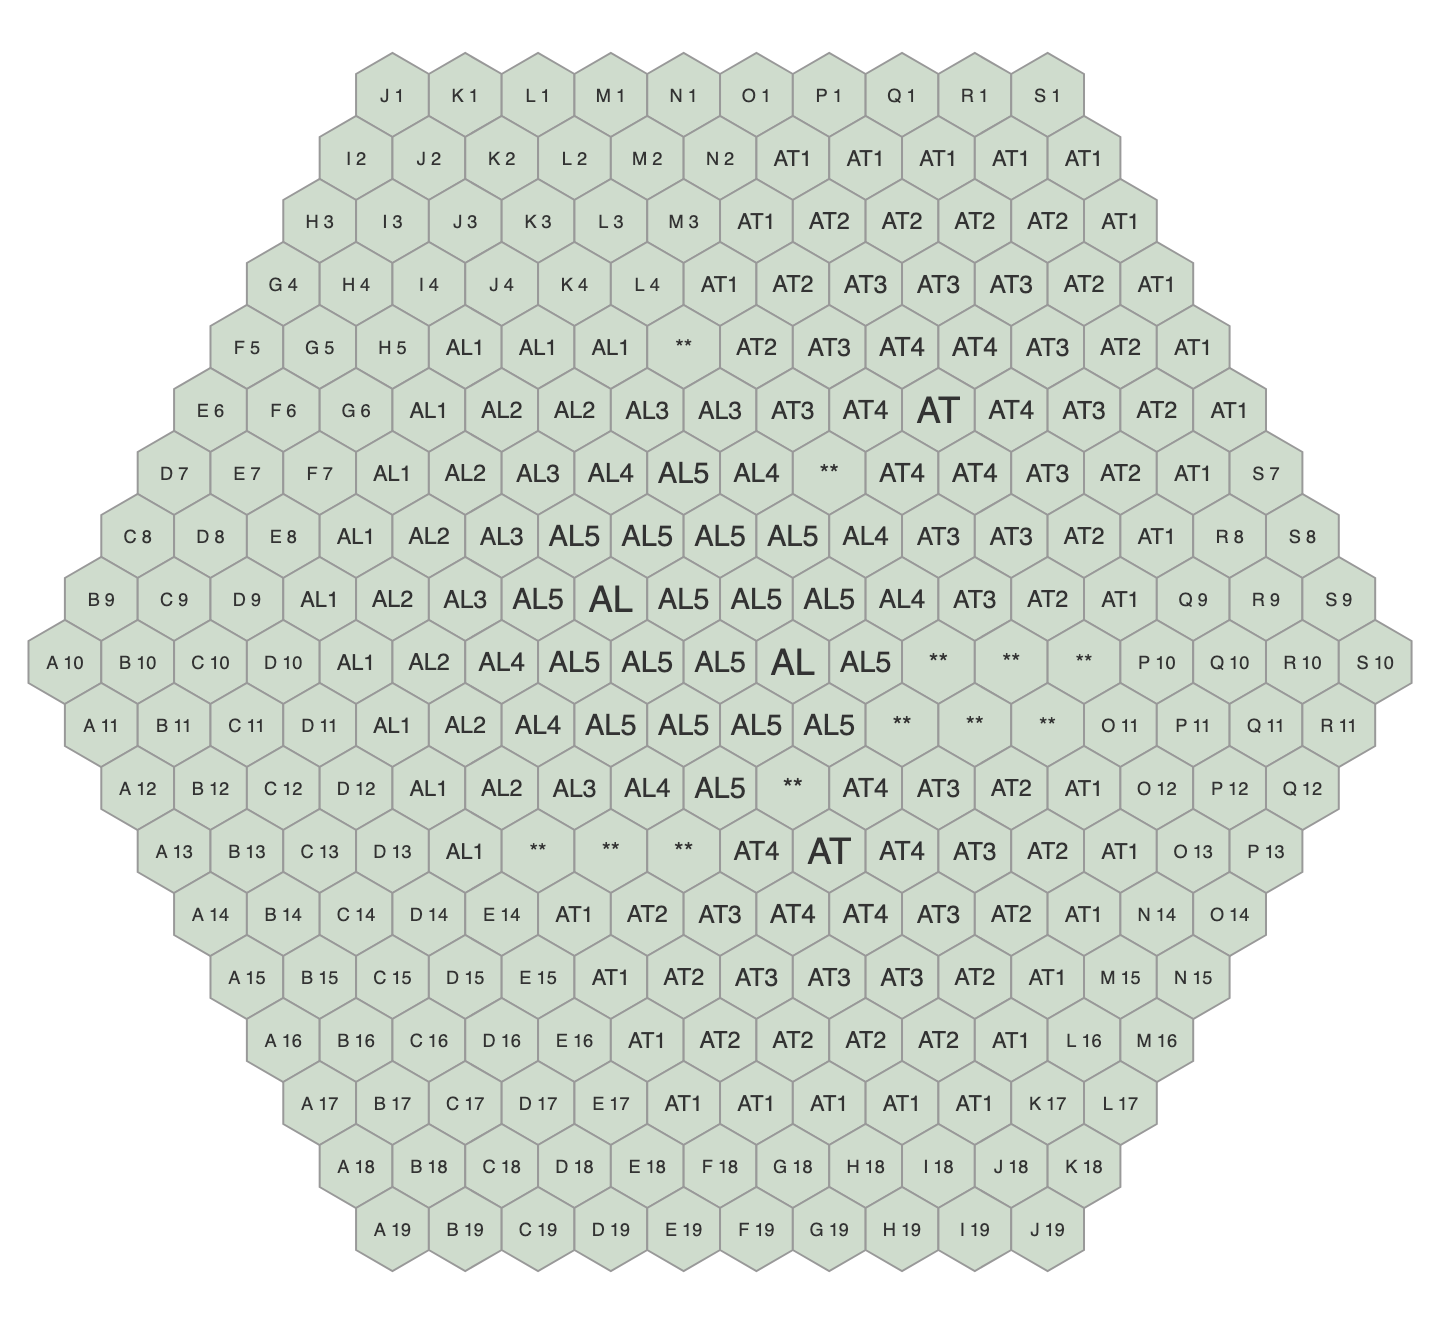 J 1 K 1 L 1 M 1 N 1 O 1 P 1 Q 1 R 1 S 1
I 2 J 2 K 2 L 2 M 2 N 2 AT1 AT1 AT1 AT1 AT1
H 3 I 3 J 3 K 3 L 3 M 3 AT1 AT2 AT2 AT2 AT2 AT1
G 4 H 4 I 4 J 4 K 4 L 4 AT1 AT2 AT3 AT3 AT3 AT2 AT1
F 5 G 5 H 5 AL1 AL1 AL1 ** AT2 AT3 AT4 AT4 AT3 AT2 AT1
E 6 F 6 G 6 AL1 AL2 AL2 AL3 AL3 AT3 AT4 AT AT4 AT3 AT2 AT1
D 7 E 7 F 7 AL1 AL2 AL3 AL4 AL5 AL4 ** AT4 AT4 AT3 AT2 AT1 S 7
C 8 D 8 E 8 AL1 AL2 AL3 AL5 AL5 AL5 AL5 AL4 AT3 AT3 AT2 AT1 R 8 S 8
B 9 C 9 D 9 AL1 AL2 AL3 AL5 AL AL5 AL5 AL5 AL4 AT3 AT2 AT1 Q 9 R 9 S 9
A 10 B 10 C 10 D 10 AL1 AL2 AL4 AL5 AL5 AL5 AL AL5 ** ** ** P 10 Q 10 R 10 S 10
A 11 B 11 C 11 D 11 AL1 AL2 AL4 AL5 AL5 AL5 AL5 ** ** ** O 11 P 11 Q 11 R 11
A 12 B 12 C 12 D 12 AL1 AL2 AL3 AL4 AL5 ** AT4 AT3 AT2 AT1 O 12 P 12 Q 12
A 13 B 13 C 13 D 13 AL1 ** ** ** AT4 AT AT4 AT3 AT2 AT1 O 13 P 13
A 14 B 14 C 14 D 14 E 14 AT1 AT2 AT3 AT4 AT4 AT3 AT2 AT1 N 14 O 14
A 15 B 15 C 15 D 15 E 15 AT1 AT2 AT3 AT3 AT3 AT2 AT1 M 15 N 15
A 16 B 16 C 16 D 16 E 16 AT1 AT2 AT2 AT2 AT2 AT1 L 16 M 16
A 17 B 17 C 17 D 17 E 17 AT1 AT1 AT1 AT1 AT1 K 17 L 17
A 18 B 18 C 18 D 18 E 18 F 18 G 18 H 18 I 18 J 18 K 18
A 19 B 19 C 19 D 19 E 19 F 19 G 19 H 19 I 19 J 19